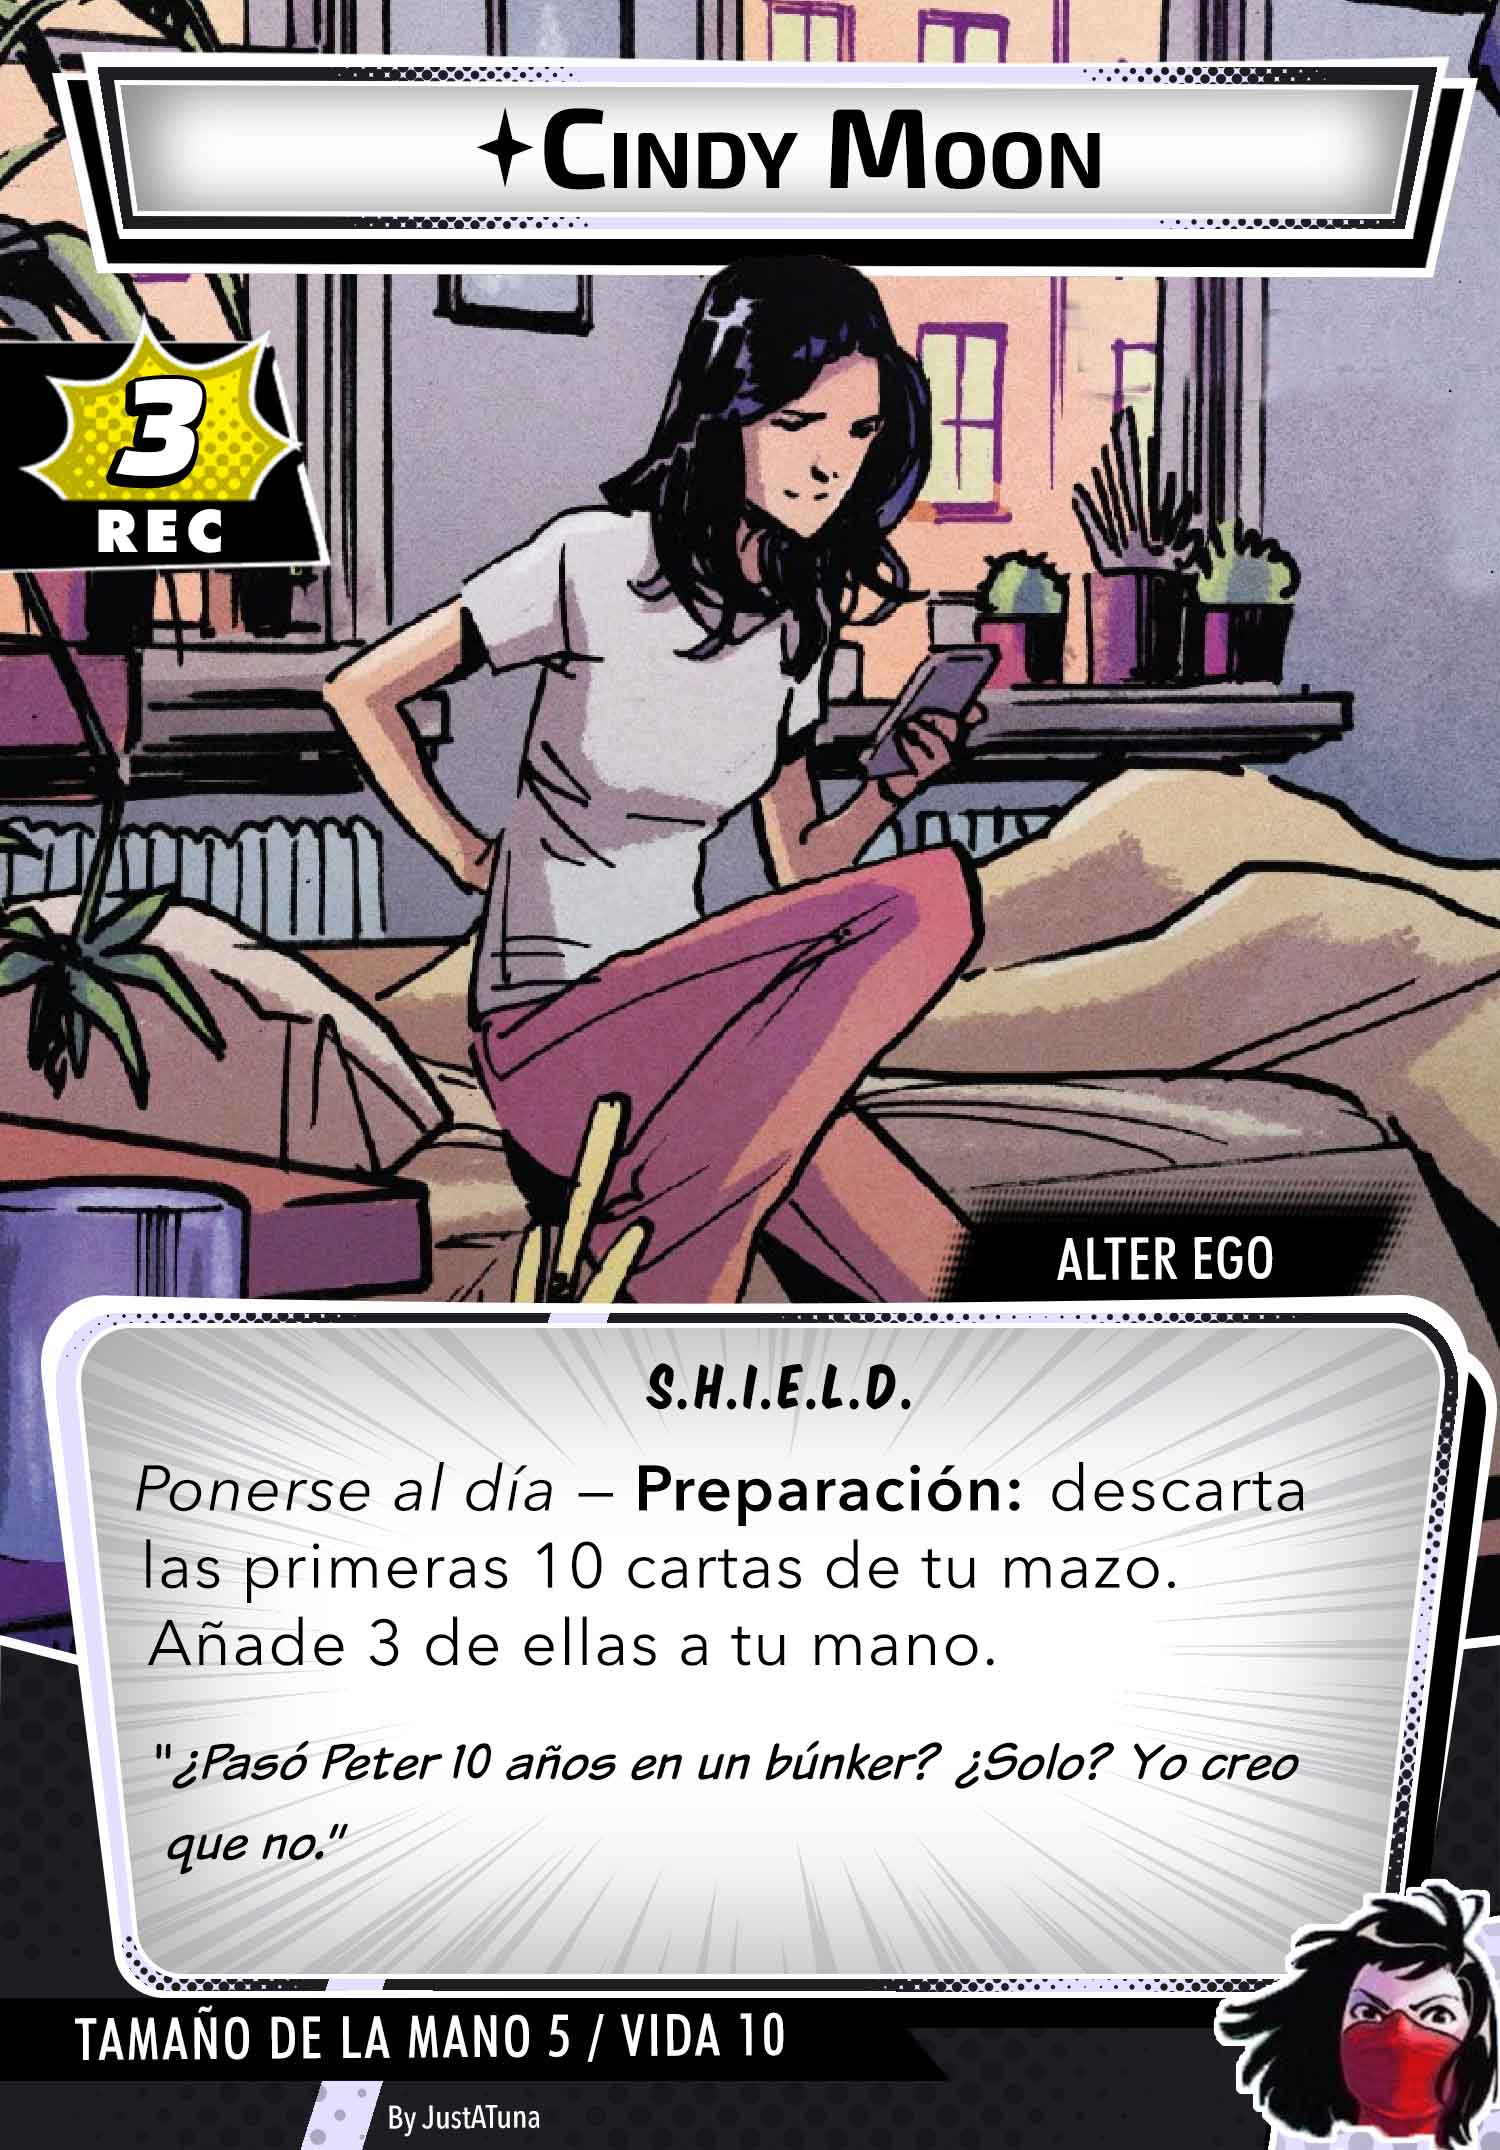 Cindy Moon
3
REC
ALTER EGO
S.H.I.E.L.D.
Ponerse al día – Preparación: descarta
las primeras 10 cartas de tu mazo.
Añade 3 de ellas a tu mano.
"¿Pasó Peter 10 años en un búnker? ¿Solo? Yo creo
que no."
TAMAÑO DE LA MANO 5 / VIDA 10
By JustATuna